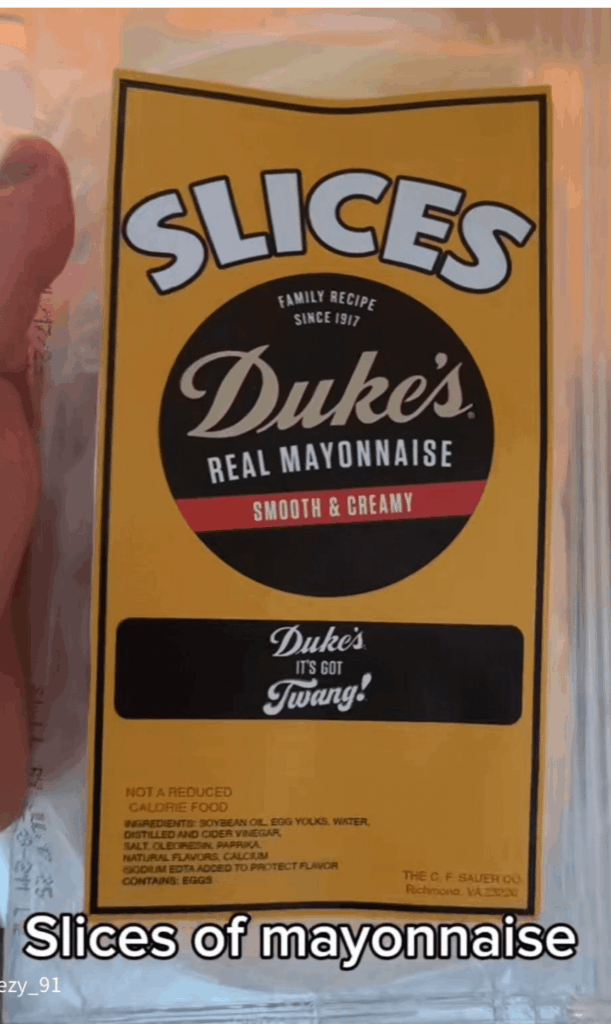 SLICES
FAMILY RECIPE
SINCE 1917
Duke's
REAL MAYONNAISE
SMOOTH & CREAMY
Duke's
IT'S GOT
Twang!
NOT A REDUCED
CALORIE FOOD
INGREDIENTS: SOYBEAN OIL, EGG YOLKS, WATER,
DISTILLED AND CIDER VINEGAR,
SALT, OLEORESIN, PAPRIKA,
NATURAL FLAVORS, CALCIUM
SODIUM EDTA ADDED TO PROTECT FLAVOR
CONTAINS: EGGS
THE C. F. SAUER CO
Richmond, VA
Slices of mayonnaise
ezy_91